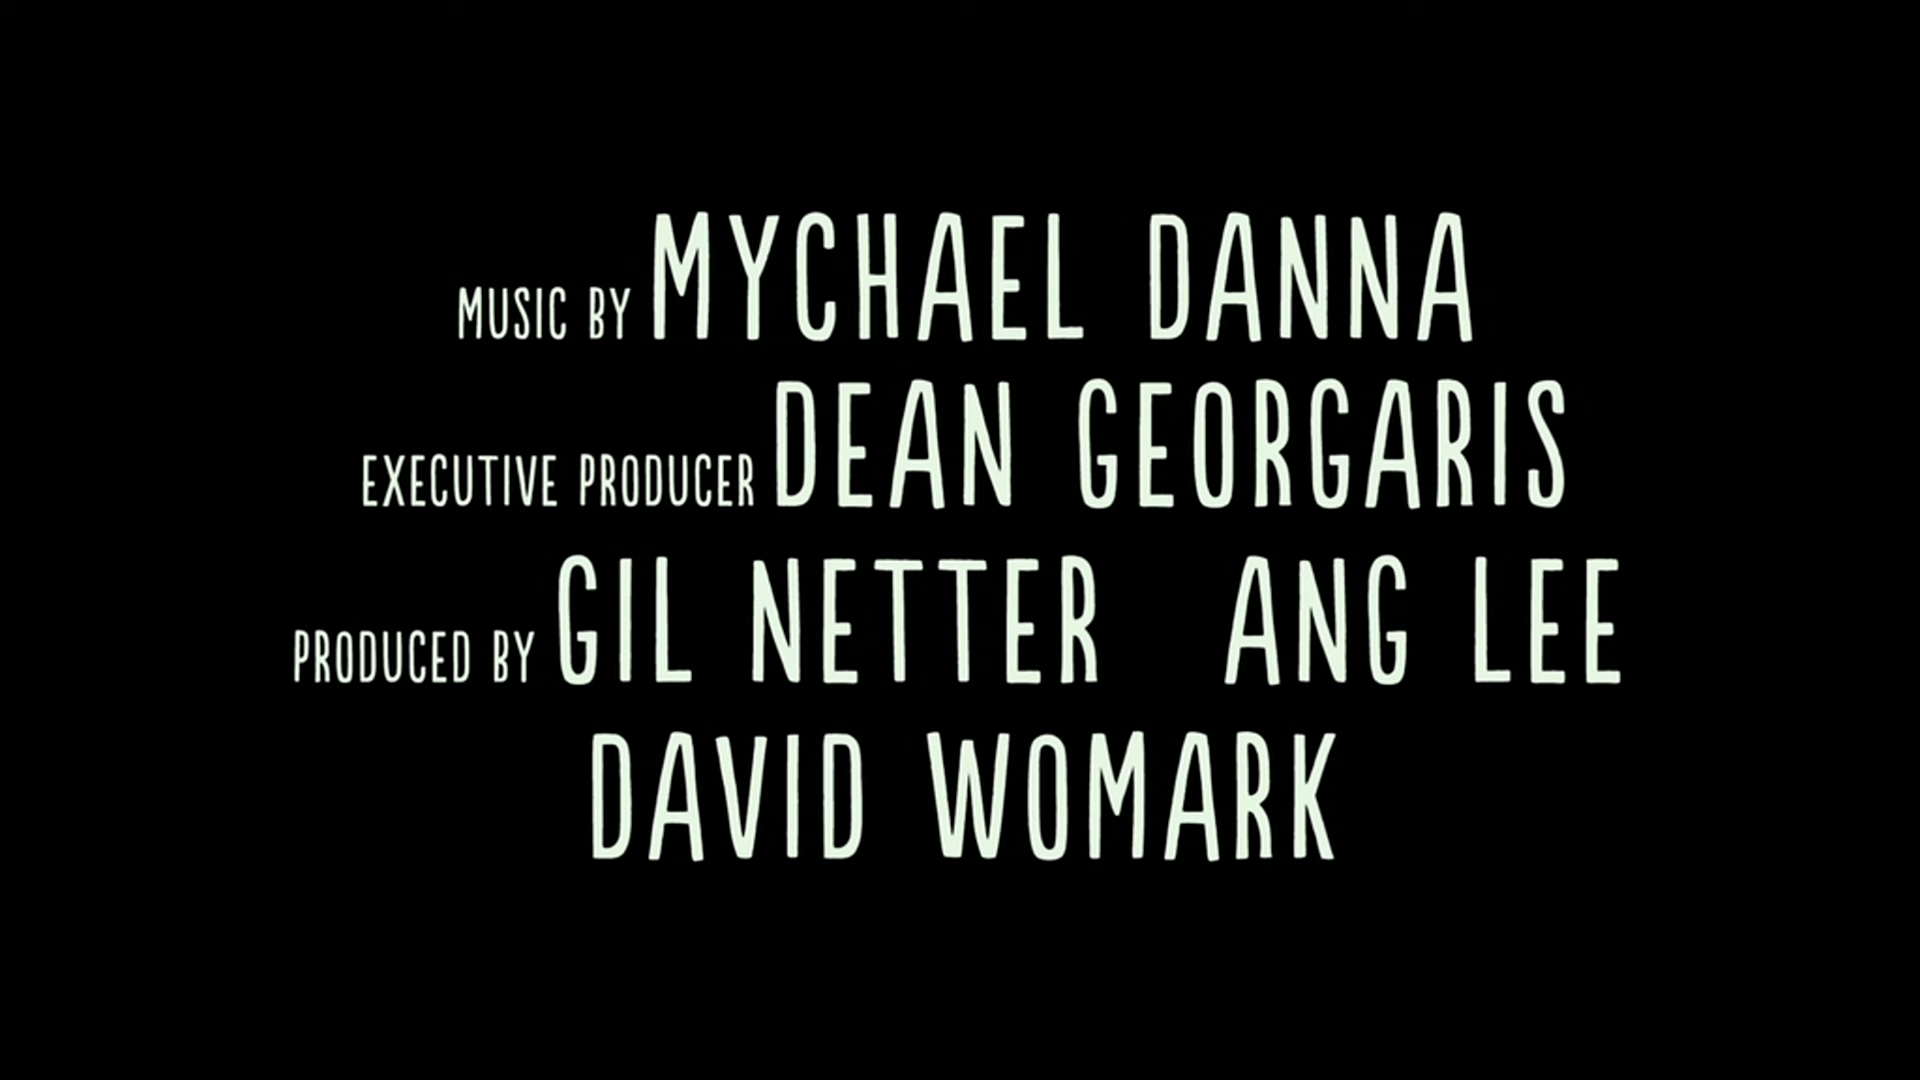 MUSIC BY MYCHAEL DANNA
EXECUTIVE PRODUCER DEAN GEORGARIS
PRODUCED BY GIL NETTER ANG LEE
DAVID WOMARK